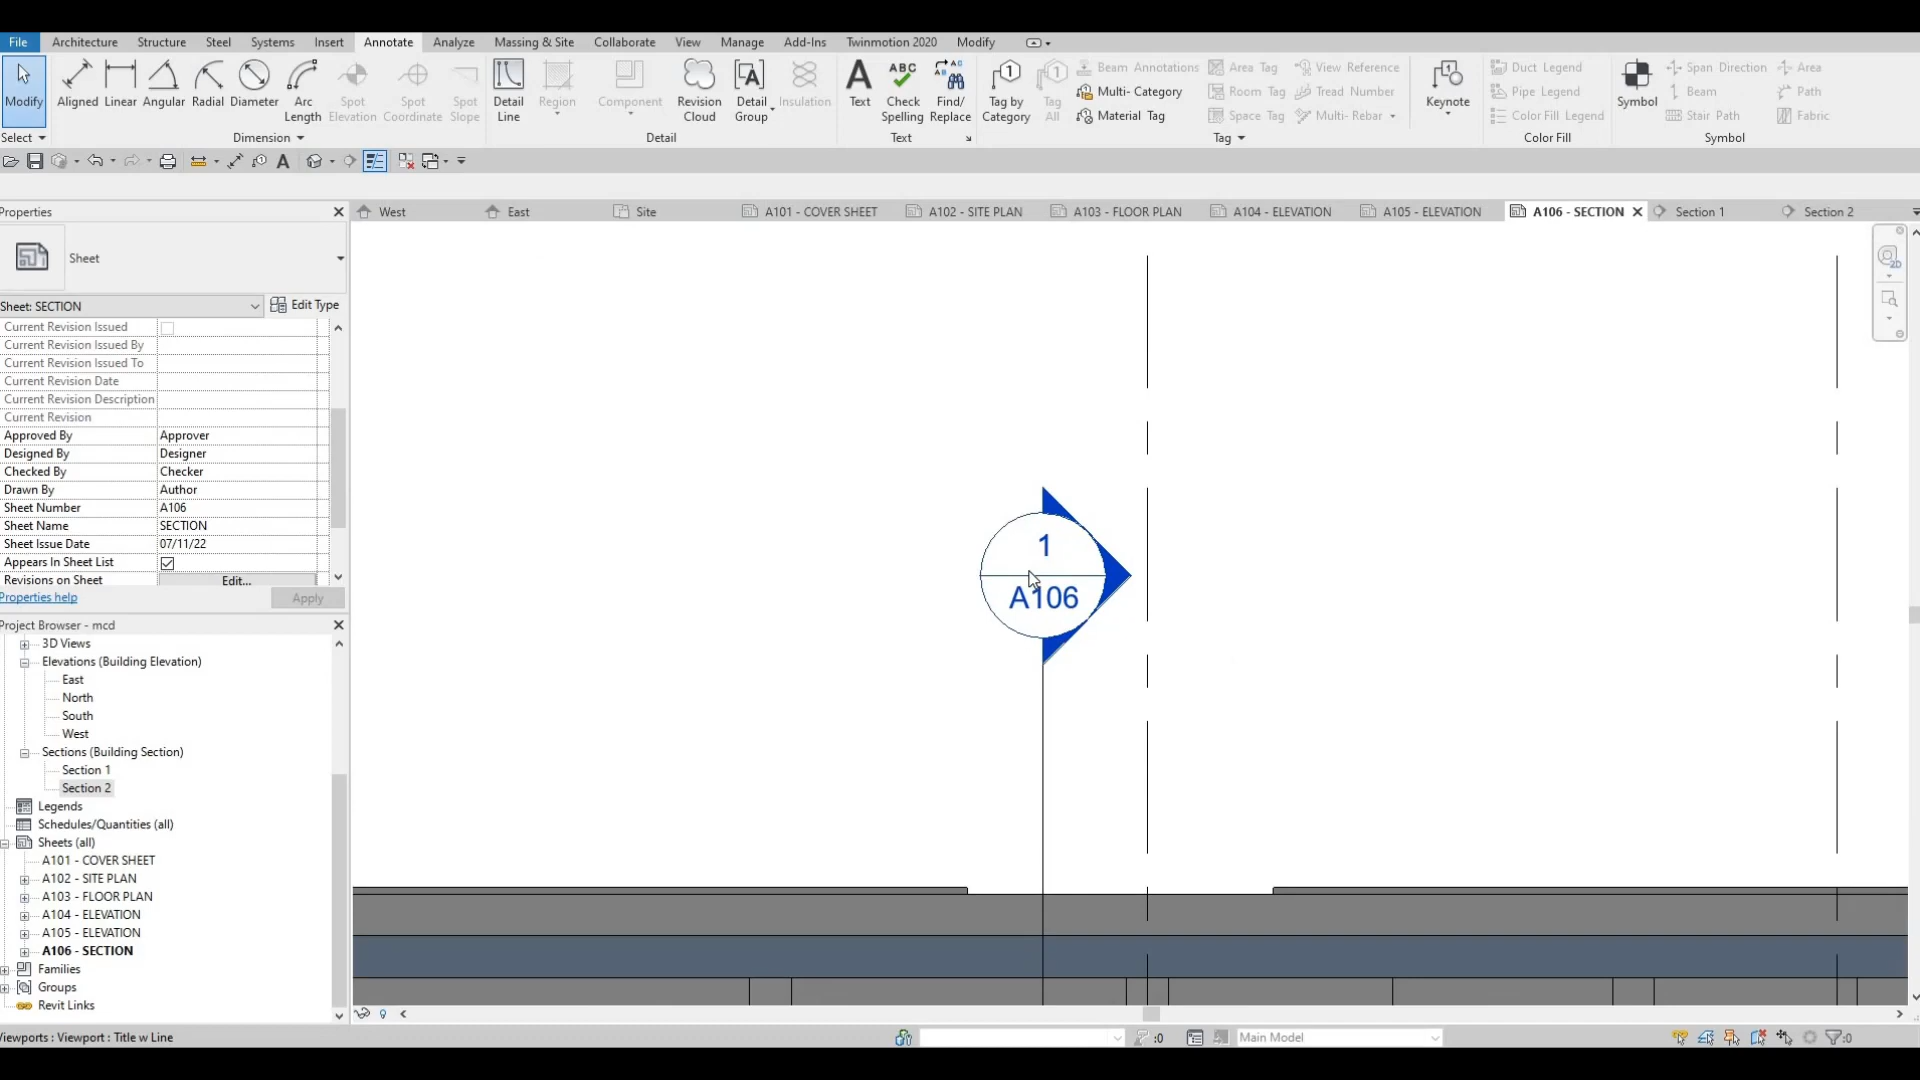 File Architecture Structure Steel Systems Insert Annotate Analyze Massing & Site Collaborate View Manage Add-Ins Twinmotion 2020 Modify
Modify Aligned Linear Angular Radial Diameter Arc Length Spot Elevation Spot Coordinate Spot Slope Detail Line Region Component Revision Cloud Detail Group Insulation Text Check Spelling Find/ Replace Tag by Category Tag All Beam Annotations Area Tag View Reference Keynote Duct Legend Symbol Span Direction Area
Multi- Category Room Tag Tread Number Pipe Legend Beam Path
Material Tag Space Tag Multi- Rebar Color Fill Legend Stair Path Fabric
Select Dimension Detail Text Tag Color Fill Symbol
Properties
West East Site A101 - COVER SHEET A102 - SITE PLAN A103 - FLOOR PLAN A104 - ELEVATION A105 - ELEVATION A106 - SECTION Section 1 Section 2
Sheet
Sheet: SECTION Edit Type
Current Revision Issued
Current Revision Issued By
Current Revision Issued To
Current Revision Date
Current Revision Description
Current Revision
Approved By Approver
Designed By Designer
Checked By Checker
Drawn By Author
Sheet Number A106
Sheet Name SECTION
Sheet Issue Date 07/11/22
Appears In Sheet List
Revisions on Sheet Edit...
Properties help Apply
Project Browser - mcd
3D Views
Elevations (Building Elevation)
East
North
South
West
Sections (Building Section)
Section 1
Section 2
Legends
Schedules/Quantities (all)
Sheets (all)
A101 - COVER SHEET
A102 - SITE PLAN
A103 - FLOOR PLAN
A104 - ELEVATION
A105 - ELEVATION
A106 - SECTION
Families
Groups
Revit Links
1
A106
2D
Viewports : Viewport : Title w Line :0 Main Model :0